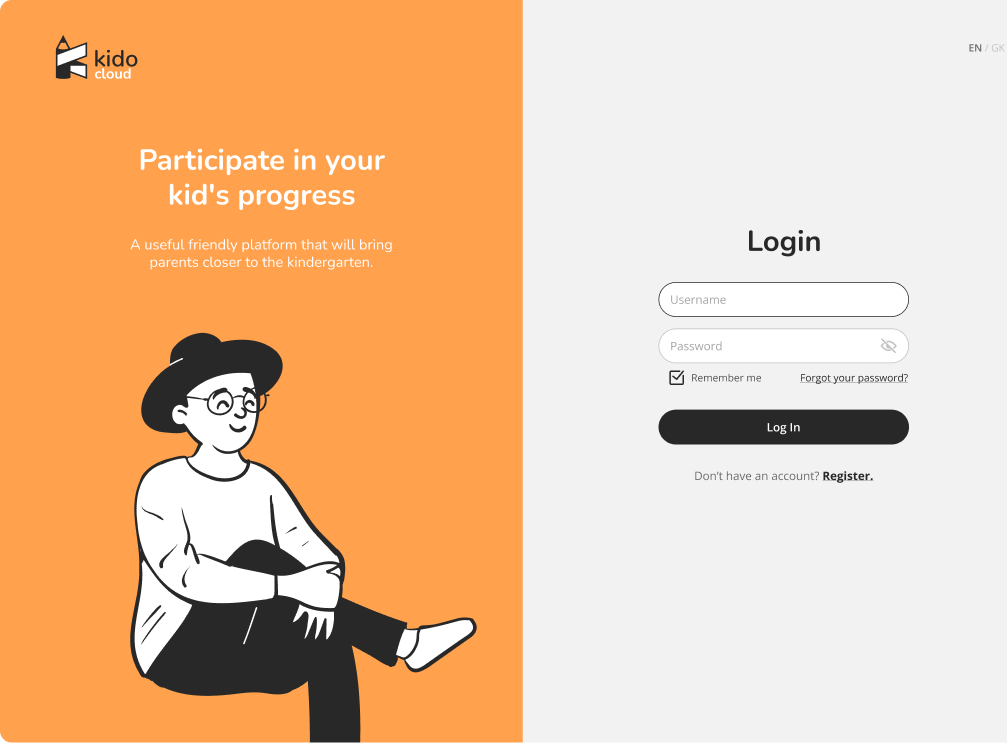 kido
cloud
EN / GK
Participate in your
kid's progress
A useful friendly platform that will bring
parents closer to the kindergarten.
Login
Username
Password
Remember me
Forgot your password?
Log In
Don't have an account? Register.